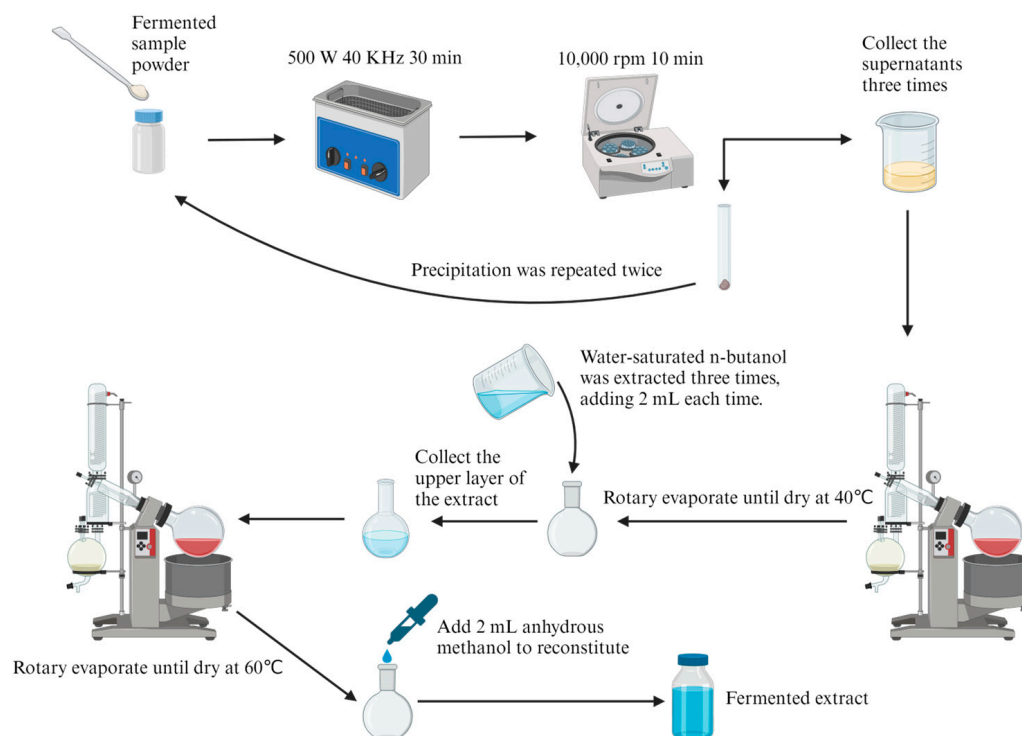 Fermented
sample
powder
500 W 40 KHz 30 min
10,000 rpm 10 min
Collect the
supernatants
three times
Precipitation was repeated twice
Water-saturated n-butanol
was extracted three times,
adding 2 mL each time.
Rotary evaporate until dry at 40℃
Collect the
upper layer of
the extract
Rotary evaporate until dry at 60℃
Add 2 mL anhydrous
methanol to reconstitute
Fermented extract